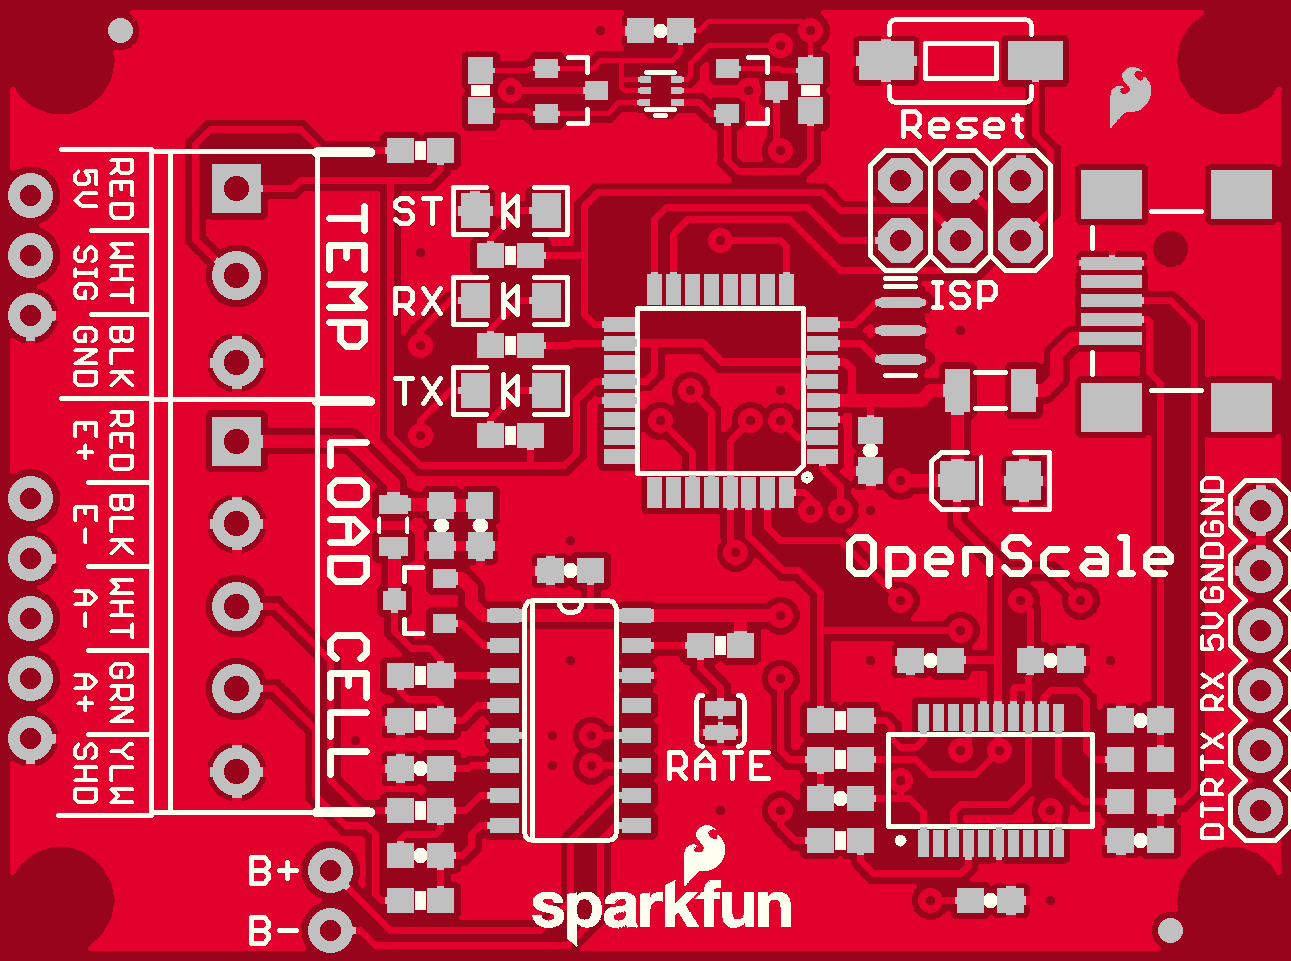 Reset
ISP
ST
RX
TX
TEMP
RED
5V
WHT
SIG
BLK
GND
LOAD CELL
RED
E+
BLK
E-
WHT
A-
GRN
A+
YLW
SHD
OpenScale
GND
GND
5V
RX
TX
DTR
RATE
B+
B-
sparkfun